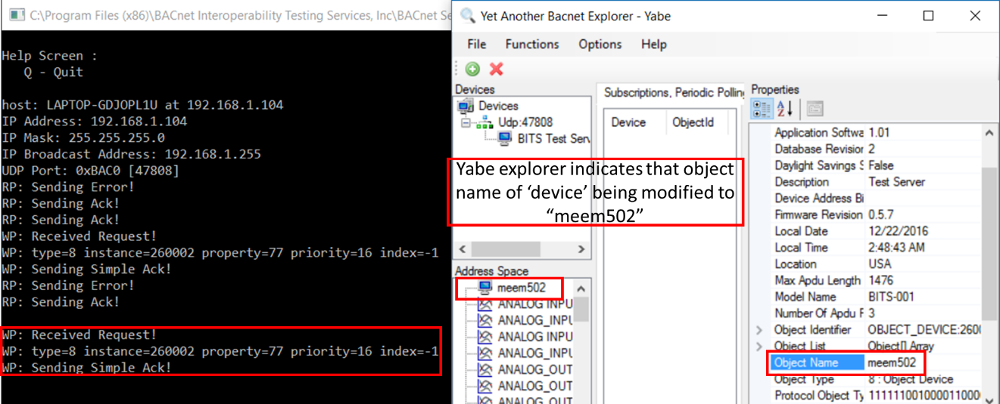 C:\Program Files (x86)\BACnet Interoperability Testing Services, Inc\BACnet Se
Help Screen :
Q - Quit
host: LAPTOP-GDJOPL1U at 192.168.1.104
IP Address: 192.168.1.104
IP Mask: 255.255.255.0
IP Broadcast Address: 192.168.1.255
UDP Port: 0xBAC0 [47808]
RP: Sending Error!
RP: Sending Ack!
RP: Sending Ack!
WP: Received Request!
WP: type=8 instance=260002 property=77 priority=16 index=-1
WP: Sending Simple Ack!
RP: Sending Error!
RP: Sending Ack!
WP: Received Request!
WP: type=8 instance=260002 property=77 priority=16 index=-1
WP: Sending Simple Ack!
Yet Another Bacnet Explorer - Yabe
File Functions Options Help
Devices
Devices
Udp:47808
BITS Test Serv
Yabe explorer indicates that object
name of ‘device’ being modified to
“meem502”
Address Space
meem502
ANALOG INPU
ANALOG_INPU
ANALOG INPU
ANALOG_INPU
ANALOG_OUT
ANALOG_OUT
ANALOG_OUT
Subscriptions, Periodic Polling
Device ObjectId
Properties
Application Softwa 1.01
Database Revision 2
Daylight Savings S False
Description Test Server
Device Address Bi
Firmware Revision 0.5.7
Local Date 12/22/2016
Local Time 2:48:43 AM
Location USA
Max Apdu Length 1476
Model Name BITS-001
Number Of Apdu F 3
Object Identifier OBJECT_DEVICE:2600
Object List Object[] Array
Object Name meem502
Object Type 8 : Object Device
Protocol Object Ty 1111110010000110000